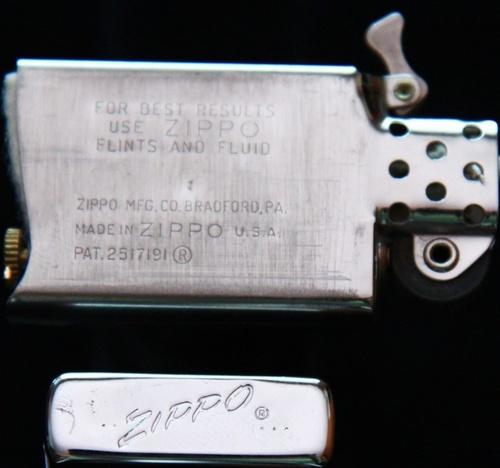 FOR BEST RESULTS
USE ZIPPO
FLINTS AND FLUID
ZIPPO MFG.CO. BRADFORD, PA.
MADE IN ZIPPO U.S.A.
PAT. 2517191 ®
ZIPPO ®